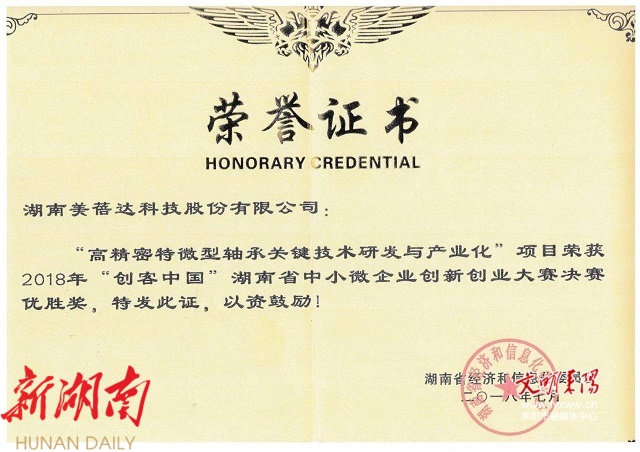 荣誉证书
HONORARY CREDENTIAL
湖南美蓓达科技股份有限公司：
“高精密特微型轴承关键技术研发与产业化”项目荣获
2018年“创客中国”湖南省中小微企业创新创业大赛决赛
优胜奖，特发此证，以资鼓励！
湖南省经济和信息化委员会
二〇一八年七月
新湖南
HUNAN DAILY